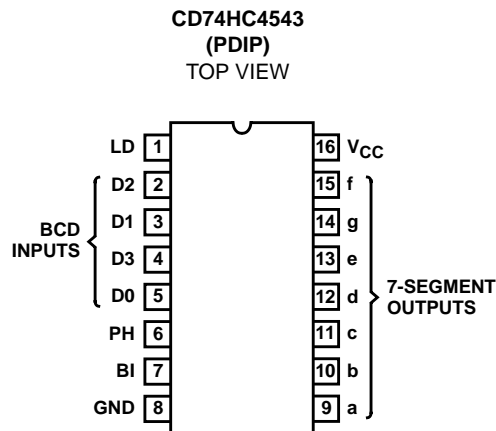 CD74HC4543
(PDIP)
TOP VIEW
LD 1 16 VCC
D2 2 15 f
D1 3 14 g
D3 4 13 e
D0 5 12 d
PH 6 11 c
BI 7 10 b
GND 8 9 a
BCD
INPUTS
7-SEGMENT
OUTPUTS